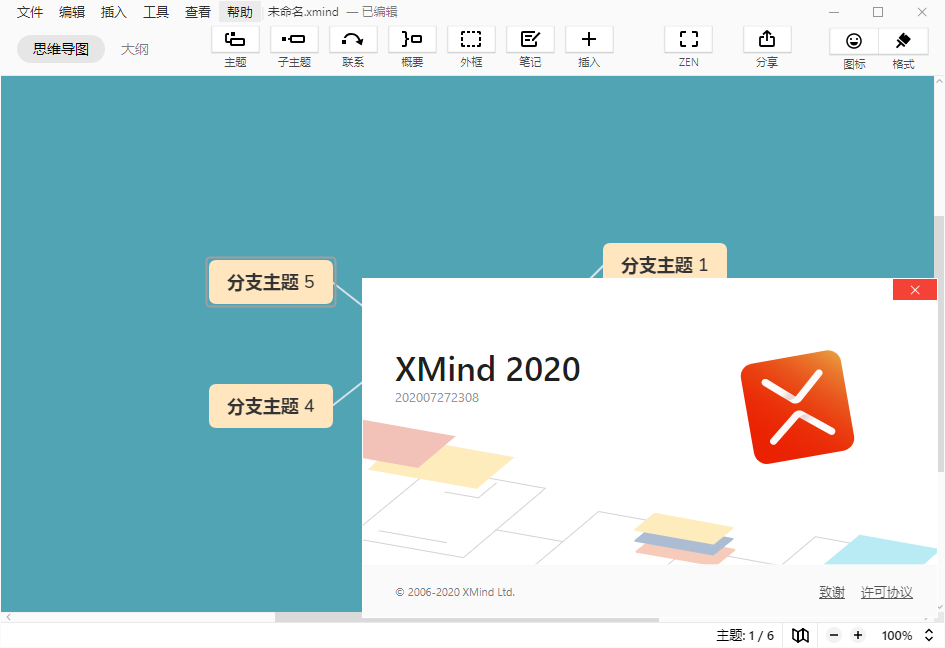 文件 编辑 插入 工具 查看 帮助 未命名.xmind — 已编辑
思维导图 大纲
主题 子主题 联系 概要 外框 笔记 插入 ZEN 分享 图标 格式
分支主题 1
分支主题 5
XMind 2020
202007272308
分支主题 4
© 2006-2020 XMind Ltd. 致谢 许可协议
主题: 1 / 6 100%